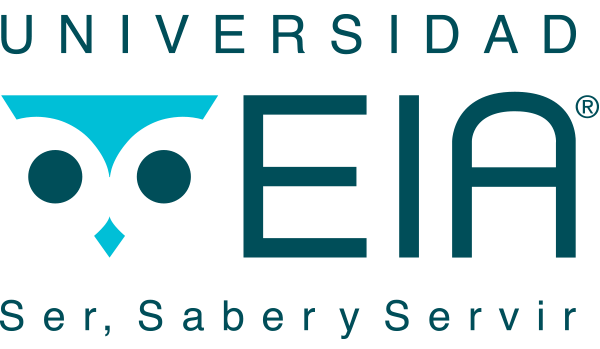 UNIVERSIDAD
EIA®
Ser, Saber y Servir